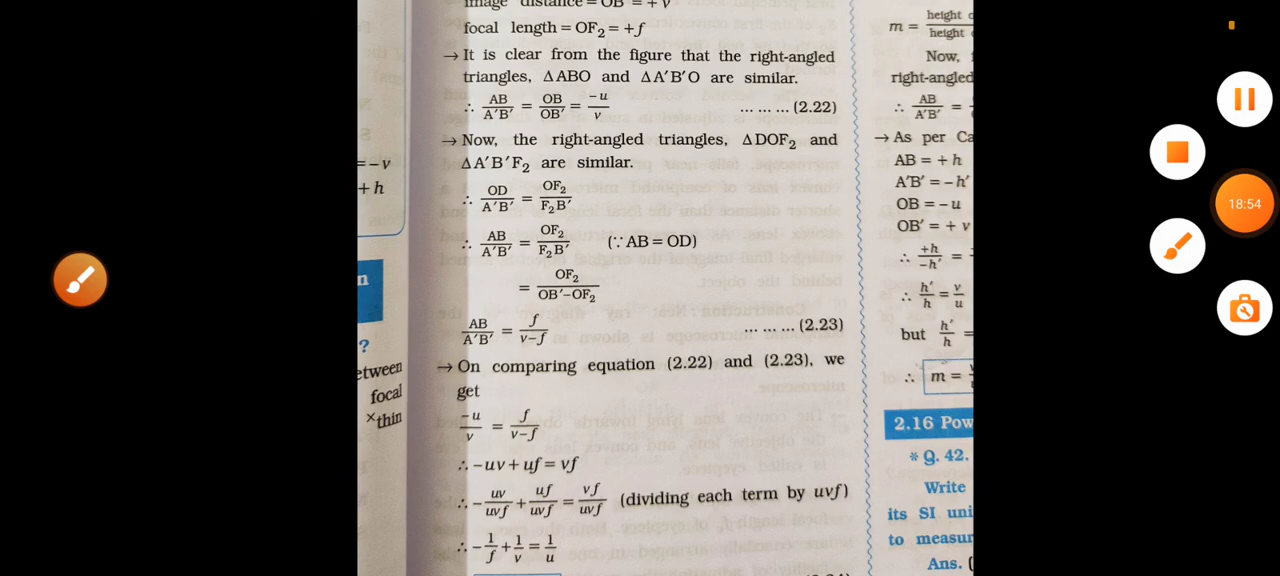 image distance = OB′ = + v
focal length = OF₂ = +f
→ It is clear from the figure that the right-angled
triangles, ΔABO and ΔA′B′O are similar.
∴ AB/A′B′ = OB/OB′ = −u/v ... ... ... (2.22)
→ Now, the right-angled triangles, ΔDOF₂ and
ΔA′B′F₂ are similar.
∴ OD/A′B′ = OF₂/F₂B′
∴ AB/A′B′ = OF₂/F₂B′ (∵ AB = OD)
= OF₂/OB′−OF₂
AB/A′B′ = f/v−f ... ... ... (2.23)
→ On comparing equation (2.22) and (2.23), we
get
−u/v = f/v−f
∴ −uv + uf = vf
∴ − uv/uvf + uf/uvf = vf/uvf (dividing each term by uvf)
∴ − 1/f + 1/v = 1/u
= −v
+ h
n
?
etween
focal
×thin
m = height/height
Now,
right-angled
∴ AB/A′B′ =
→ As per Ca
AB = + h
A′B′ = − h′
OB = − u
OB′ = + v
∴ +h/−h′ =
∴ h′/h = v/u
but h′/h =
∴ m =
2.16 Pow
* Q. 42.
Write
its SI uni
to measur
Ans. (
18:54